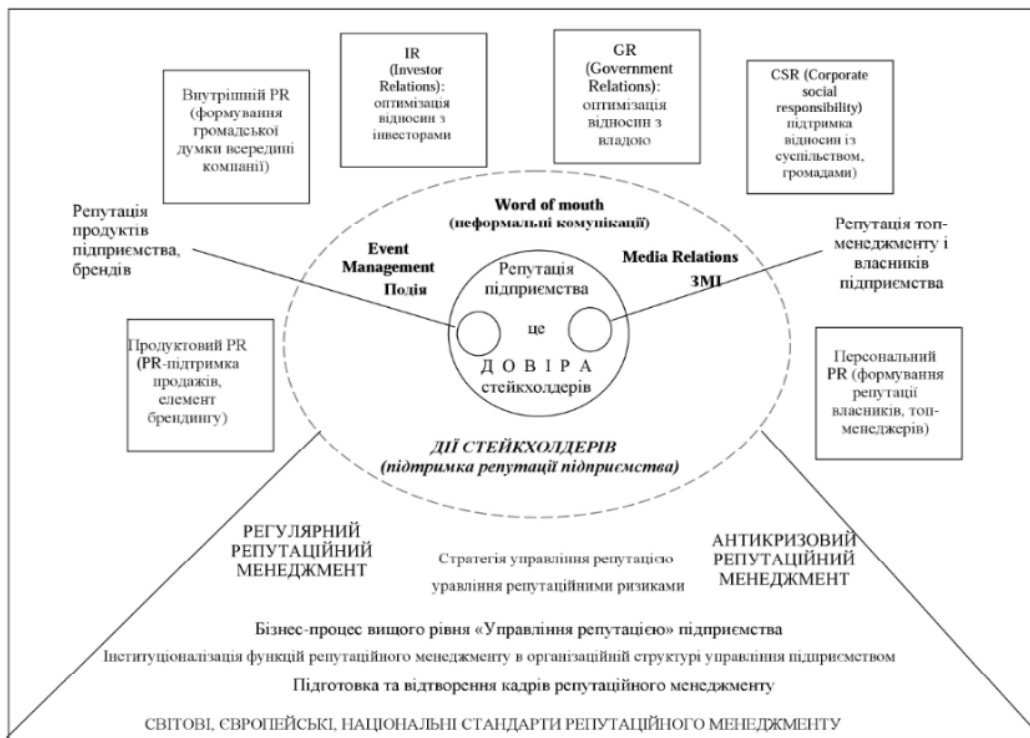 IR
(Investor
Relations):
оптимізація
відносин з
інвесторами
GR
(Government
Relations):
оптимізація
відносин з
владою
Внутрішній PR
(формування
громадської
думки всередині
компанії)
CSR (Corporate
social
responsibility)
підтримка
відносин із
суспільством,
громадами)
Репутація
продуктів
підприємства,
брендів
Word of mouth
(неформальні комунікації)
Event
Management
Подія
Media Relations
ЗМІ
Репутація топ-
менеджменту і
власників
підприємства
Репутація
підприємства
це
Д О В І Р А
стейкхолдерів
Продуктовий PR
(PR-підтримка
продажів,
елемент
брендингу)
Персональний
PR (формування
репутації
власників, топ-
менеджерів)
ДІЇ СТЕЙКХОЛДЕРІВ
(підтримка репутації підприємства)
РЕГУЛЯРНИЙ
РЕПУТАЦІЙНИЙ
МЕНЕДЖМЕНТ
АНТИКРИЗОВИЙ
РЕПУТАЦІЙНИЙ
МЕНЕДЖМЕНТ
Стратегія управління репутацією
уравління репутаційними ризиками
Бізнес-процес вищого рівня «Управління репутацією» підприємства
Інституціоналізація функцій репутаційного менеджменту в організаційній структурі управління підприємством
Підготовка та відтворення кадрів репутаційного менеджменту
СВІТОВІ, ЄВРОПЕЙСЬКІ, НАЦІОНАЛЬНІ СТАНДАРТИ РЕПУТАЦІЙНОГО МЕНЕДЖМЕНТУ